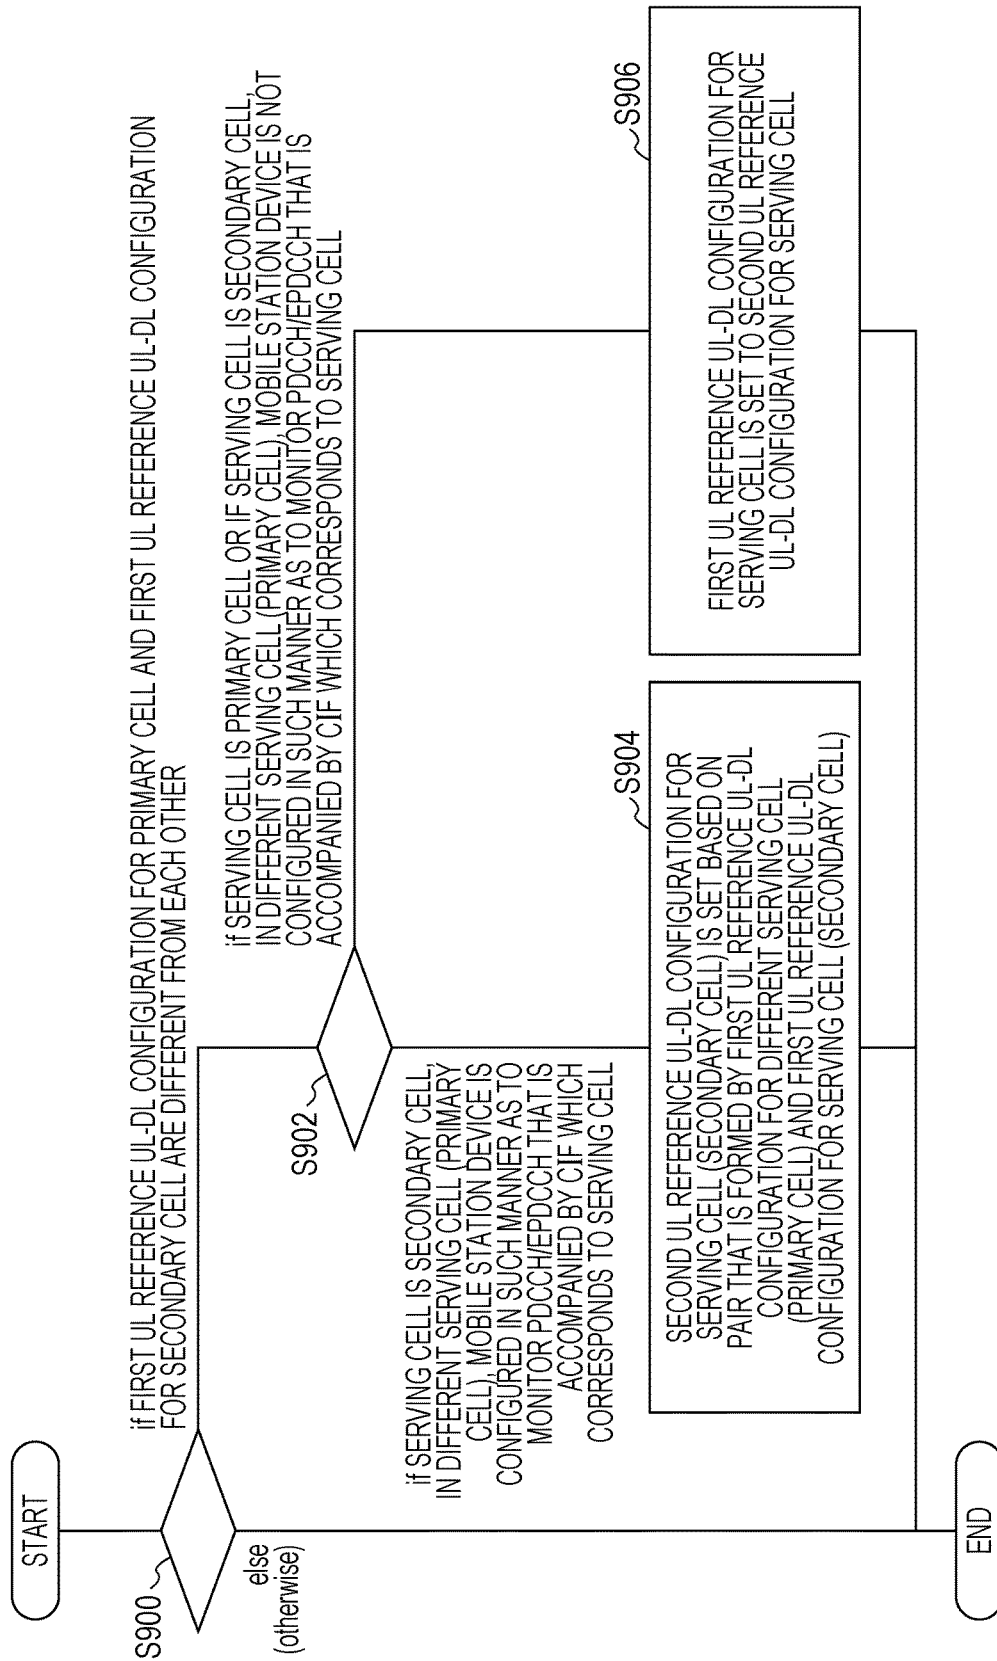 START
S900
if FIRST UL REFERENCE UL-DL CONFIGURATION FOR PRIMARY CELL AND FIRST UL REFERENCE UL-DL CONFIGURATION
FOR SECONDARY CELL ARE DIFFERENT FROM EACH OTHER
else
(otherwise)
S902
if SERVING CELL IS PRIMARY CELL OR IF SERVING CELL IS SECONDARY CELL,
IN DIFFERENT SERVING CELL (PRIMARY CELL), MOBILE STATION DEVICE IS NOT
CONFIGURED IN SUCH MANNER AS TO MONITOR PDCCH/EPDCCH THAT IS
ACCOMPANIED BY CIF WHICH CORRESPONDS TO SERVING CELL
if SERVING CELL IS SECONDARY CELL,
IN DIFFERENT SERVING CELL (PRIMARY
CELL), MOBILE STATION DEVICE IS
CONFIGURED IN SUCH MANNER AS TO
MONITOR PDCCH/EPDCCH THAT IS
ACCOMPANIED BY CIF WHICH
CORRESPONDS TO SERVING CELL
S904
SECOND UL REFERENCE UL-DL CONFIGURATION FOR
SERVING CELL (SECONDARY CELL) IS SET BASED ON
PAIR THAT IS FORMED BY FIRST UL REFERENCE UL-DL
CONFIGURATION FOR DIFFERENT SERVING CELL
(PRIMARY CELL) AND FIRST UL REFERENCE UL-DL
CONFIGURATION FOR SERVING CELL (SECONDARY CELL)
S906
FIRST UL REFERENCE UL-DL CONFIGURATION FOR
SERVING CELL IS SET TO SECOND UL REFERENCE
UL-DL CONFIGURATION FOR SERVING CELL
END